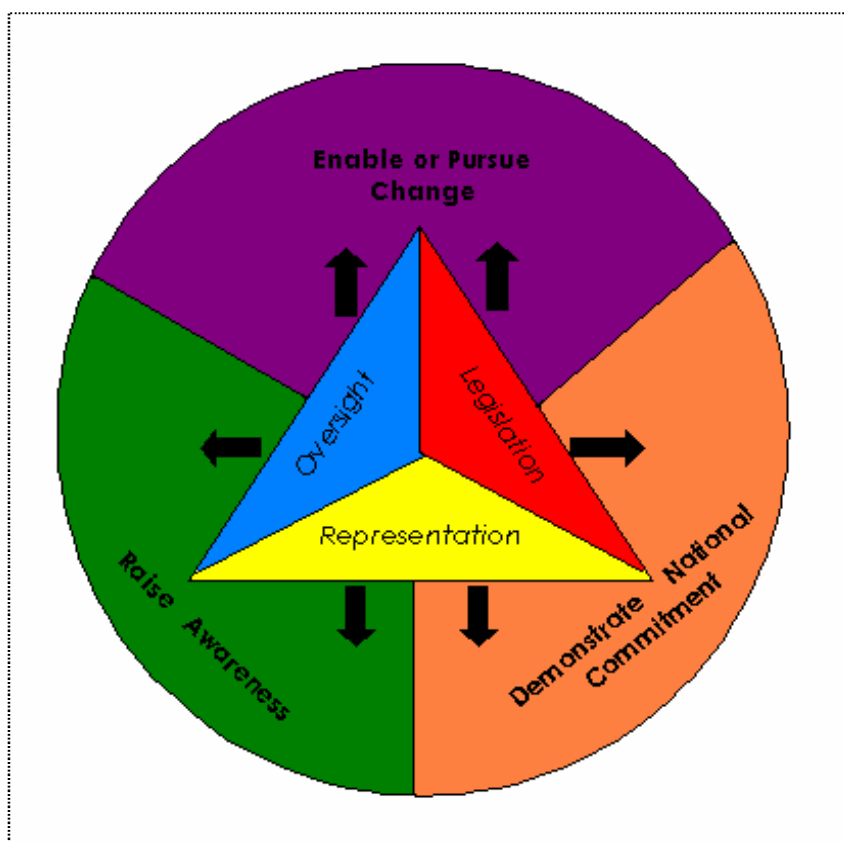 Enable or Pursue
Change
Oversight
Legislation
Representation
Raise Awareness
Demonstrate National
Commitment